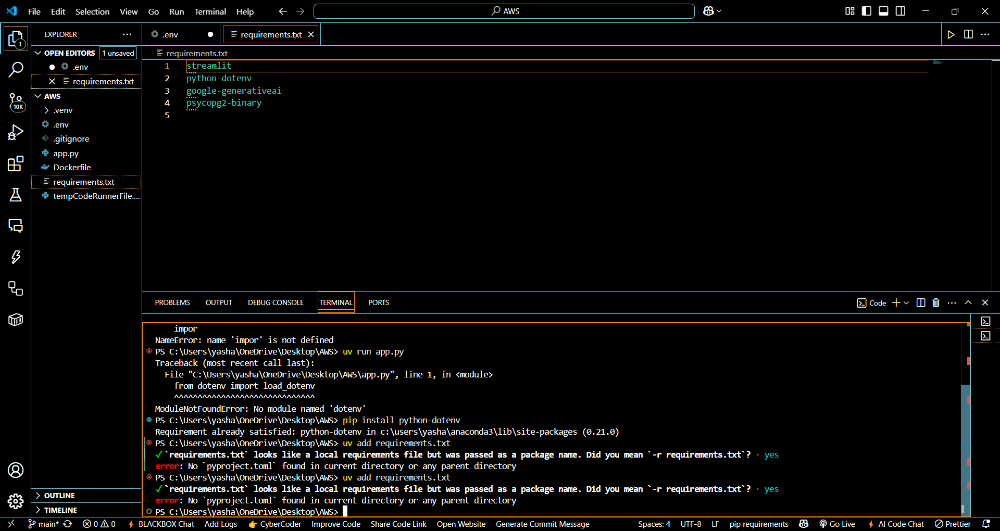 File Edit Selection View Go Run Terminal Help
AWS
EXPLORER
1
OPEN EDITORS 1 unsaved
.env
requirements.txt
AWS
.venv
.env
.gitignore
app.py
Dockerfile
requirements.txt
tempCodeRunnerFile....
10K
OUTLINE
TIMELINE
.env
requirements.txt
requirements.txt
1 streamlit
2 python-dotenv
3 google-generativeai
4 psycopg2-binary
5
PROBLEMS OUTPUT DEBUG CONSOLE TERMINAL PORTS
Code
impor
NameError: name 'impor' is not defined
PS C:\Users\yasha\OneDrive\Desktop\AWS> uv run app.py
Traceback (most recent call last):
File "C:\Users\yasha\OneDrive\Desktop\AWS\app.py", line 1, in <module>
from dotenv import load_dotenv
^^^^^^^^^^^^^^^^^^^^^^^^^^^^^^
ModuleNotFoundError: No module named 'dotenv'
PS C:\Users\yasha\OneDrive\Desktop\AWS> pip install python-dotenv
Requirement already satisfied: python-dotenv in c:\users\yasha\anaconda3\lib\site-packages (0.21.0)
PS C:\Users\yasha\OneDrive\Desktop\AWS> uv add requirements.txt
✓ `requirements.txt` looks like a local requirements file but was passed as a package name. Did you mean `-r requirements.txt`? · yes
error: No `pyproject.toml` found in current directory or any parent directory
PS C:\Users\yasha\OneDrive\Desktop\AWS> uv add requirements.txt
✓ `requirements.txt` looks like a local requirements file but was passed as a package name. Did you mean `-r requirements.txt`? · yes
error: No `pyproject.toml` found in current directory or any parent directory
PS C:\Users\yasha\OneDrive\Desktop\AWS>
main* 0 0 BLACKBOX Chat Add Logs CyberCoder Improve Code Share Code Link Open Website Generate Commit Message Spaces: 4 UTF-8 LF pip requirements Go Live AI Code Chat Prettier